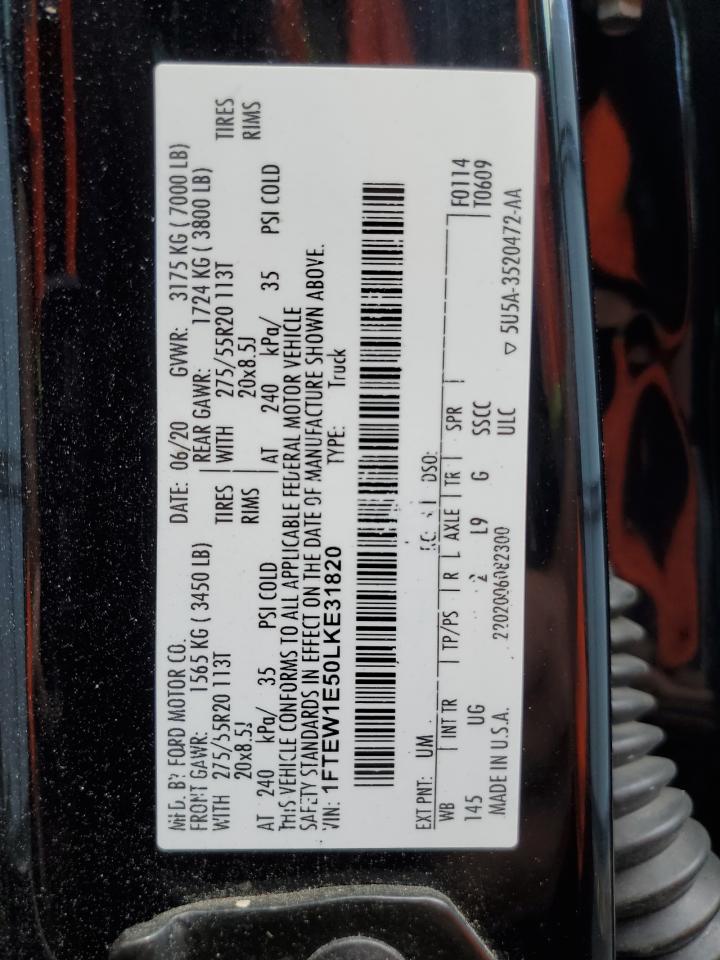 MFD. BY FORD MOTOR CO. DATE: 06/20 GVWR: 3175 KG ( 7000 LB)
FRONT GAWR: 1565 KG ( 3450 LB) REAR GAWR: 1724 KG ( 3800 LB)
WITH 275/55R20 113T TIRES WITH 275/55R20 113T TIRES
20x8.5J RIMS 20x8.5J RIMS
AT 240 kPa/ 35 PSI COLD AT 240 kPa/ 35 PSI COLD
THIS VEHICLE CONFORMS TO ALL APPLICABLE FEDERAL MOTOR VEHICLE
SAFETY STANDARDS IN EFFECT ON THE DATE OF MANUFACTURE SHOWN ABOVE.
VIN: 1FTEW1E50LKE31820 TYPE: Truck
EXT PNT: UM DSO: F0114
WB INT TR TP/PS R AXLE TR SPR T0609
145 UG 2 L9 G SSCC
MADE IN U.S.A. ULC ▽ 5U5A-3520472-AA